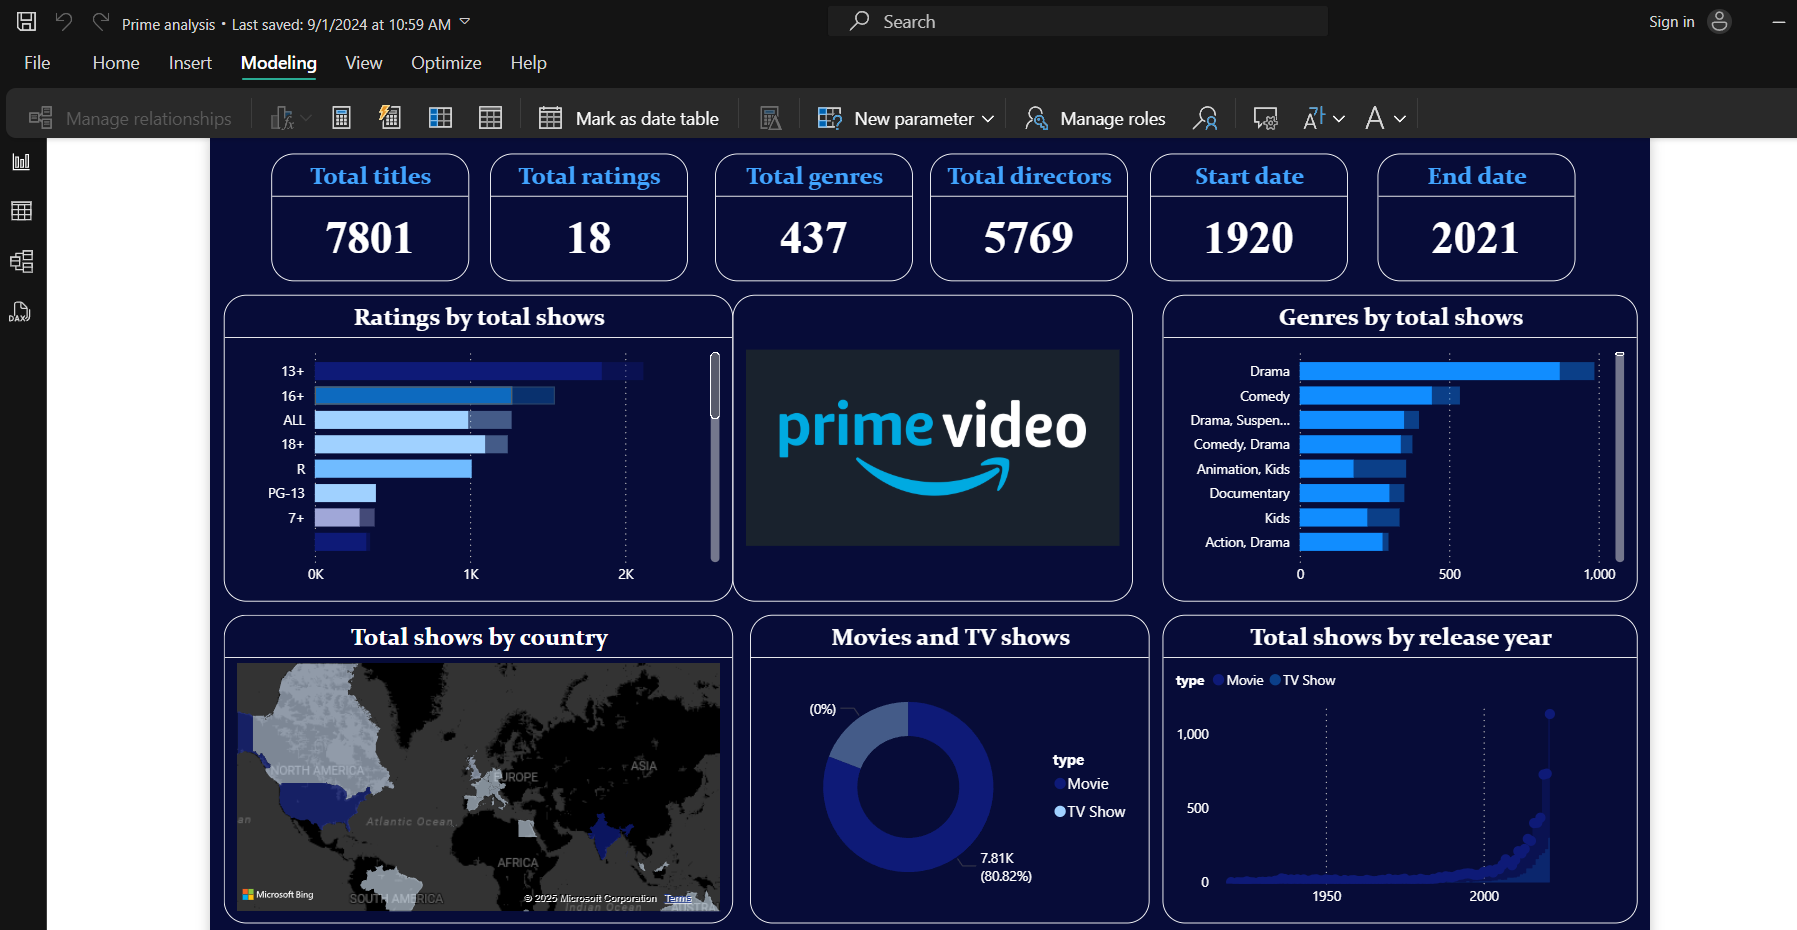 Prime analysis • Last saved: 9/1/2024 at 10:59 AM
Search
Sign in
File Home Insert Modeling View Optimize Help
Manage relationships
Mark as date table
New parameter
Manage roles
DAX
Total titles
7801
Total ratings
18
Total genres
437
Total directors
5769
Start date
1920
End date
2021
Ratings by total shows
13+
16+
ALL
18+
R
PG-13
7+
0K 1K 2K
prime video
Genres by total shows
Drama
Comedy
Drama, Suspen...
Comedy, Drama
Animation, Kids
Documentary
Kids
Action, Drama
0 500 1,000
Total shows by country
NORTH AMERICA
EUROPE
ASIA
an
Atlantic Ocean
AFRICA
SOUTH AMERICA
Indian Ocean
AUSTRA
Microsoft Bing
© 2025 Microsoft Corporation Terms
Movies and TV shows
(0%)
7.81K
(80.82%)
type
Movie
TV Show
Total shows by release year
type Movie TV Show
1,000
500
0
1950 2000